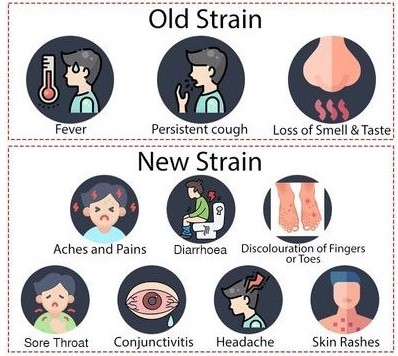 Old Strain
Fever
Persistent cough
Loss of Smell & Taste
New Strain
Aches and Pains
Diarrhoea
Discolouration of Fingers
or Toes
Sore Throat
Conjunctivitis
Headache
Skin Rashes